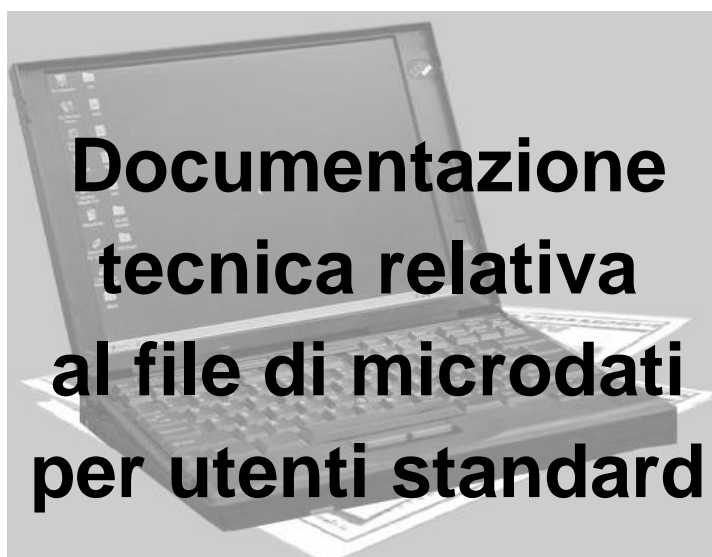 Documentazione
tecnica relativa
al file di microdati
per utenti standard